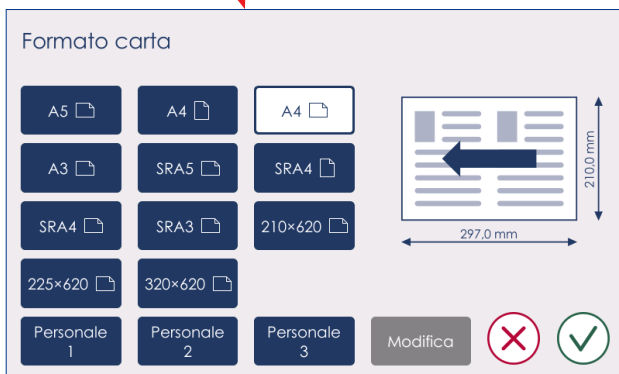 Formato carta
A5
A4
A4
A3
SRA5
SRA4
SRA4
SRA3
210×620
225×620
320×620
Personale
1
Personale
2
Personale
3
Modifica
210,0 mm
297,0 mm